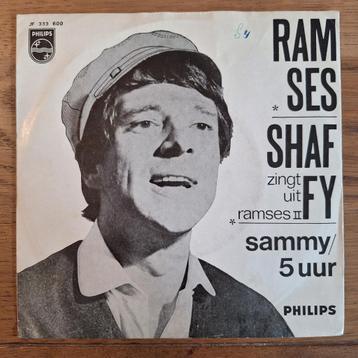 PHILIPS
JF 333 600
RAM
* SES
SHAF
zingt
uit
FY
* ramses II
sammy/
5 uur
PHILIPS